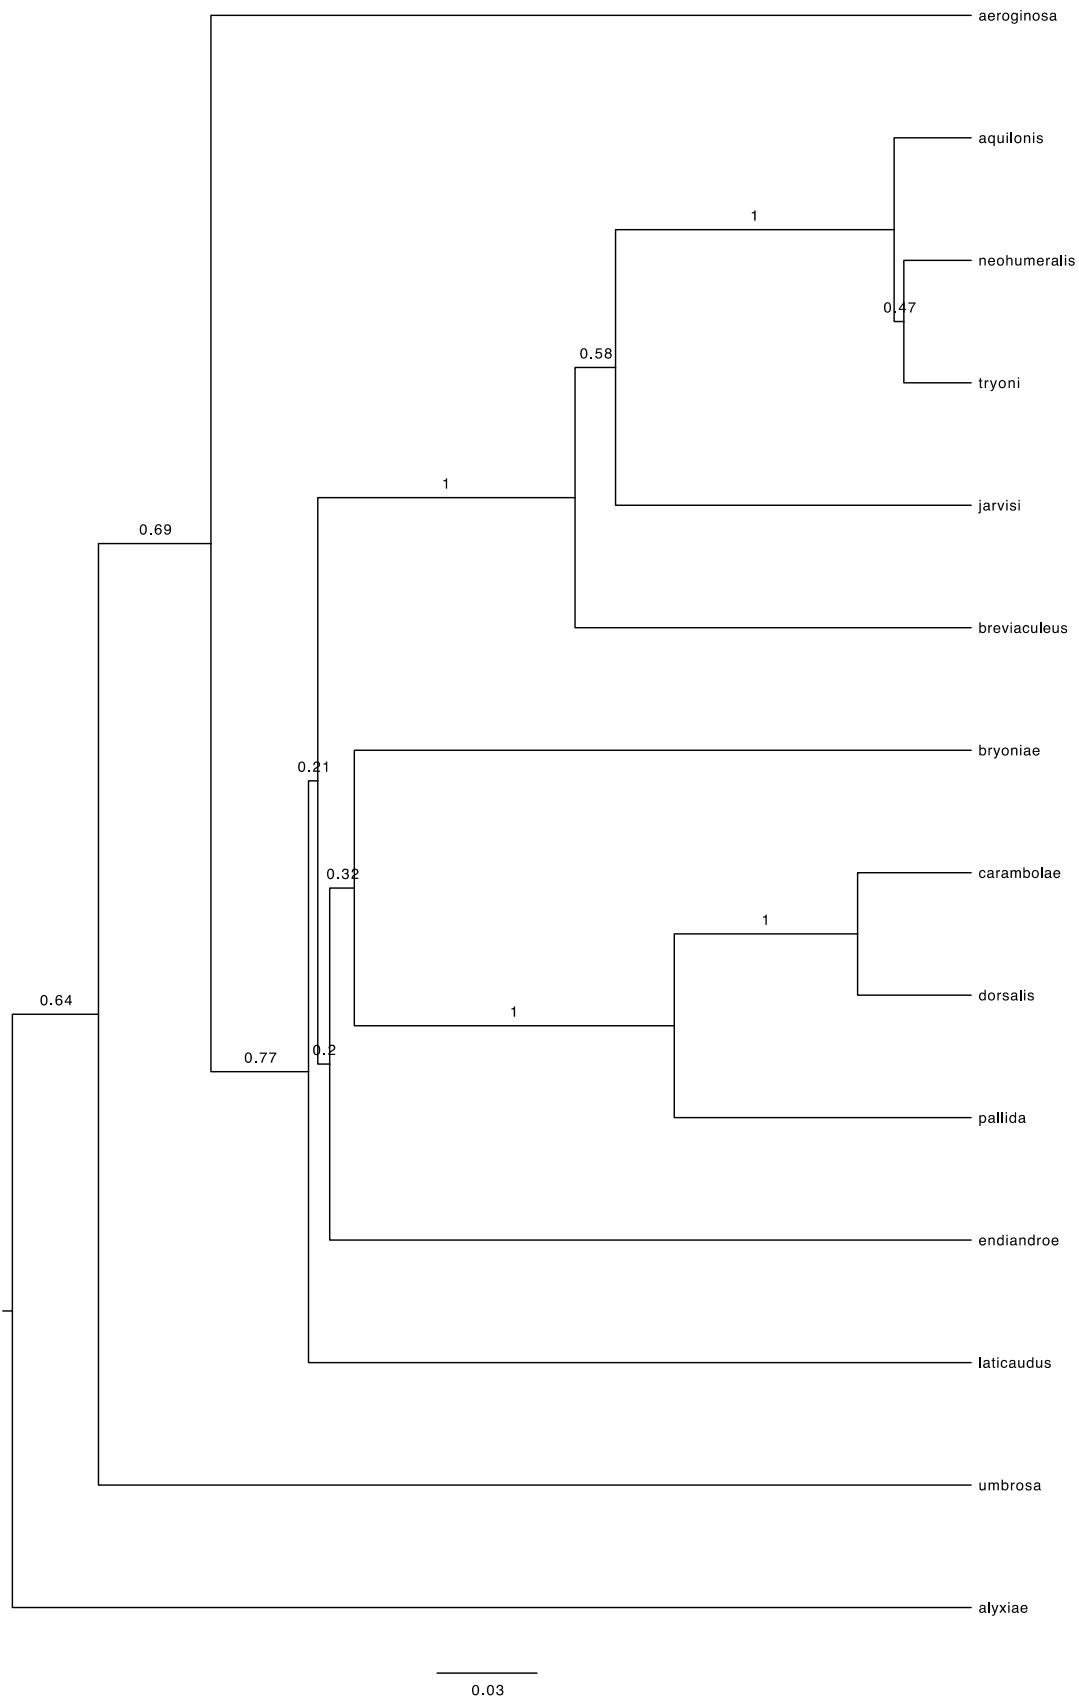 aeroginosa
aquilonis
1
neohumeralis
0.47
0.58
tryoni
1
jarvisi
0.69
breviaculeus
bryoniae
0.21
0.32
carambolae
1
dorsalis
0.64
1
0.2
0.77
pallida
endiandroe
laticaudus
umbrosa
alyxiae
0.03